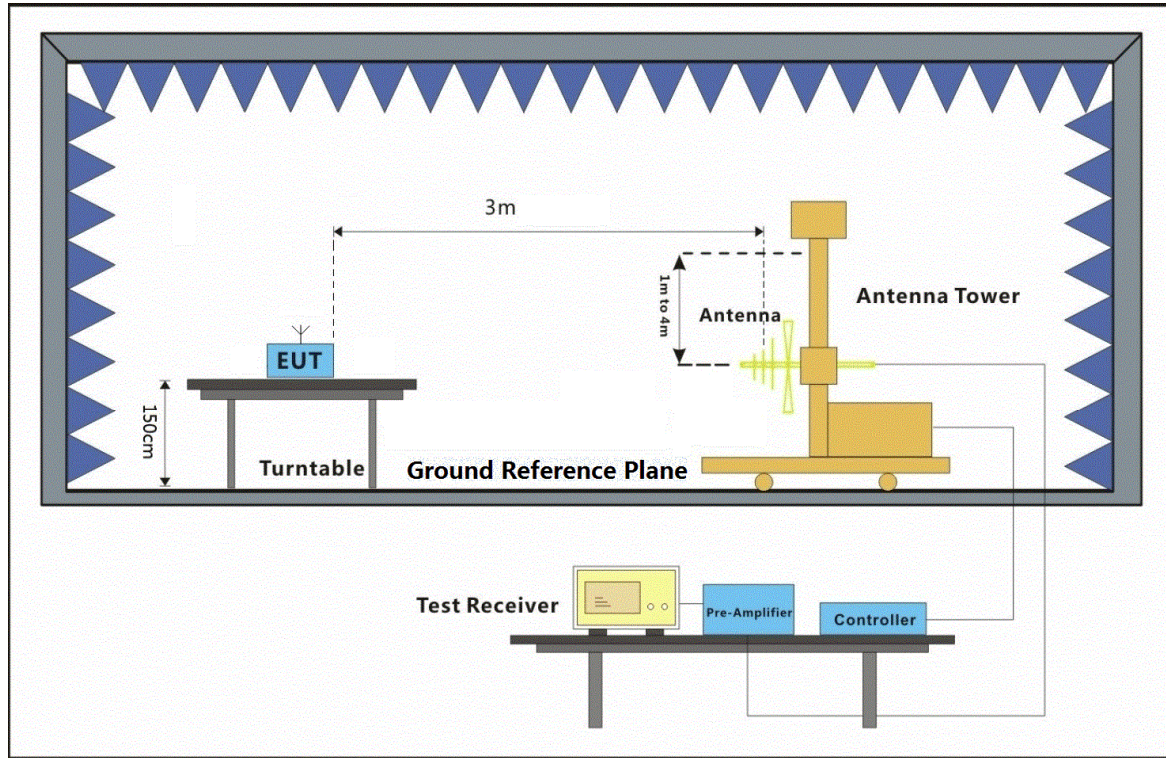 3m
1m to 4m
Antenna
Antenna Tower
EUT
150cm
Turntable
Ground Reference Plane
Test Receiver
Pre-Amplifier
Controller